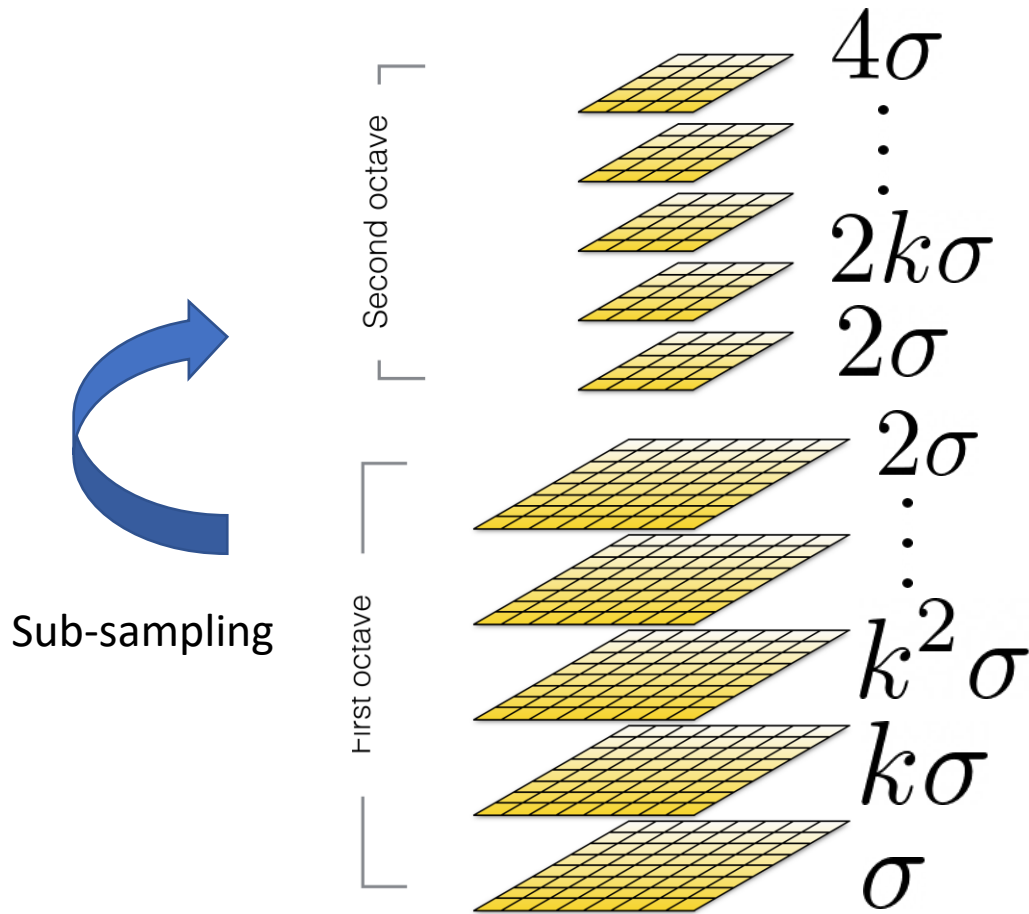 4σ
⋮
2kσ
2σ
Second octave
2σ
⋮
k²σ
kσ
σ
First octave
Sub-sampling